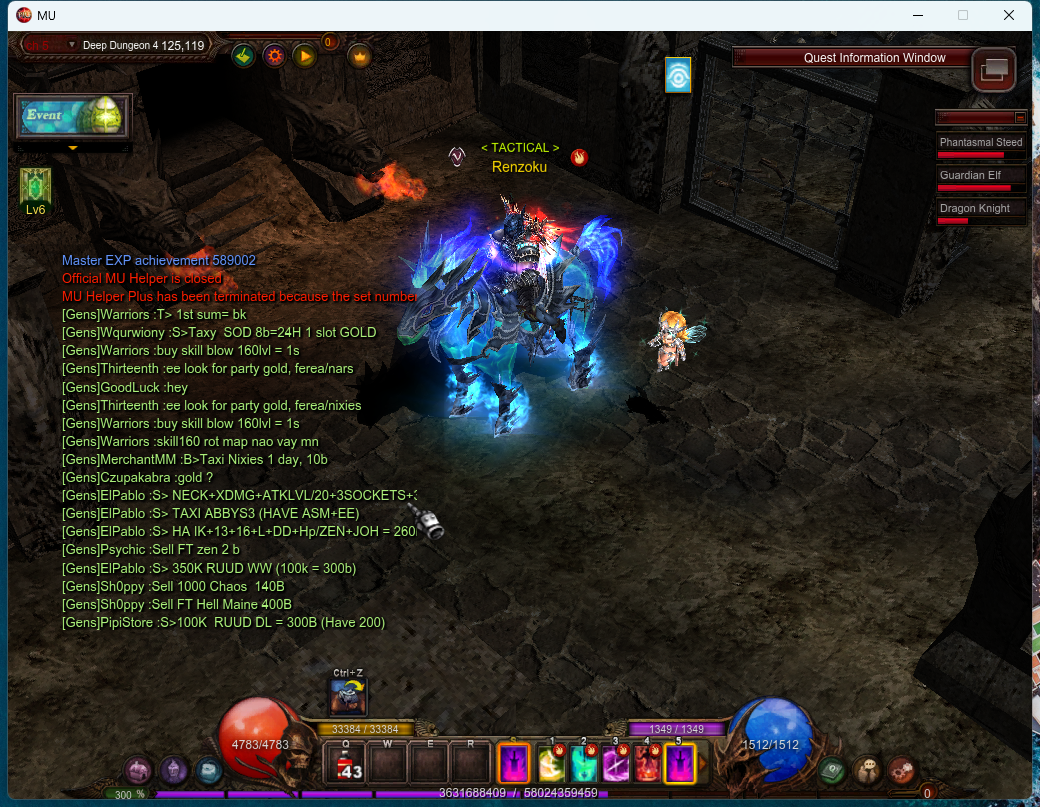 MU
Deep Dungeon 4 125,119
0
Quest Information Window
Event
Lv6
< TACTICAL >
Renzoku
Phantasmal Steed
Guardian Elf
Dragon Knight
Master EXP achievement 589002
Official MU Helper is closed
MU Helper Plus has been terminated because the set number
[Gens]Warriors :T> 1st sum= bk
[Gens]Wqurwiony :S>Taxy SOD 8b=24H 1 slot GOLD
[Gens]Warriors :buy skill blow 160lvl = 1s
[Gens]Thirteenth :ee look for party gold, ferea/nars
[Gens]GoodLuck :hey
[Gens]Thirteenth :ee look for party gold, ferea/nixies
[Gens]Warriors :buy skill blow 160lvl = 1s
[Gens]Warriors :skill160 rot map nao vay mn
[Gens]MerchantMM :B>Taxi Nixies 1 day, 10b
[Gens]Czupakabra :gold ?
[Gens]ElPablo :S> NECK+XDMG+ATKLVL/20+3SOCKETS+
[Gens]ElPablo :S> TAXI ABBYS3 (HAVE ASM+EE)
[Gens]ElPablo :S> HA IK+13+16+L+DD+Hp/ZEN+JOH = 260
[Gens]Psychic :Sell FT zen 2 b
[Gens]ElPablo :S> 350K RUUD WW (100k = 300b)
[Gens]Sh0ppy :Sell 1000 Chaos 140B
[Gens]Sh0ppy :Sell FT Hell Maine 400B
[Gens]PipiStore :S>100K RUUD DL = 300B (Have 200)
Ctrl+Z
33384 / 33384
1349 / 1349
4783/4783
Q W E R 1 2 3 4 5
43
1512/1512
300 %
3631688409 / 58024359459
0